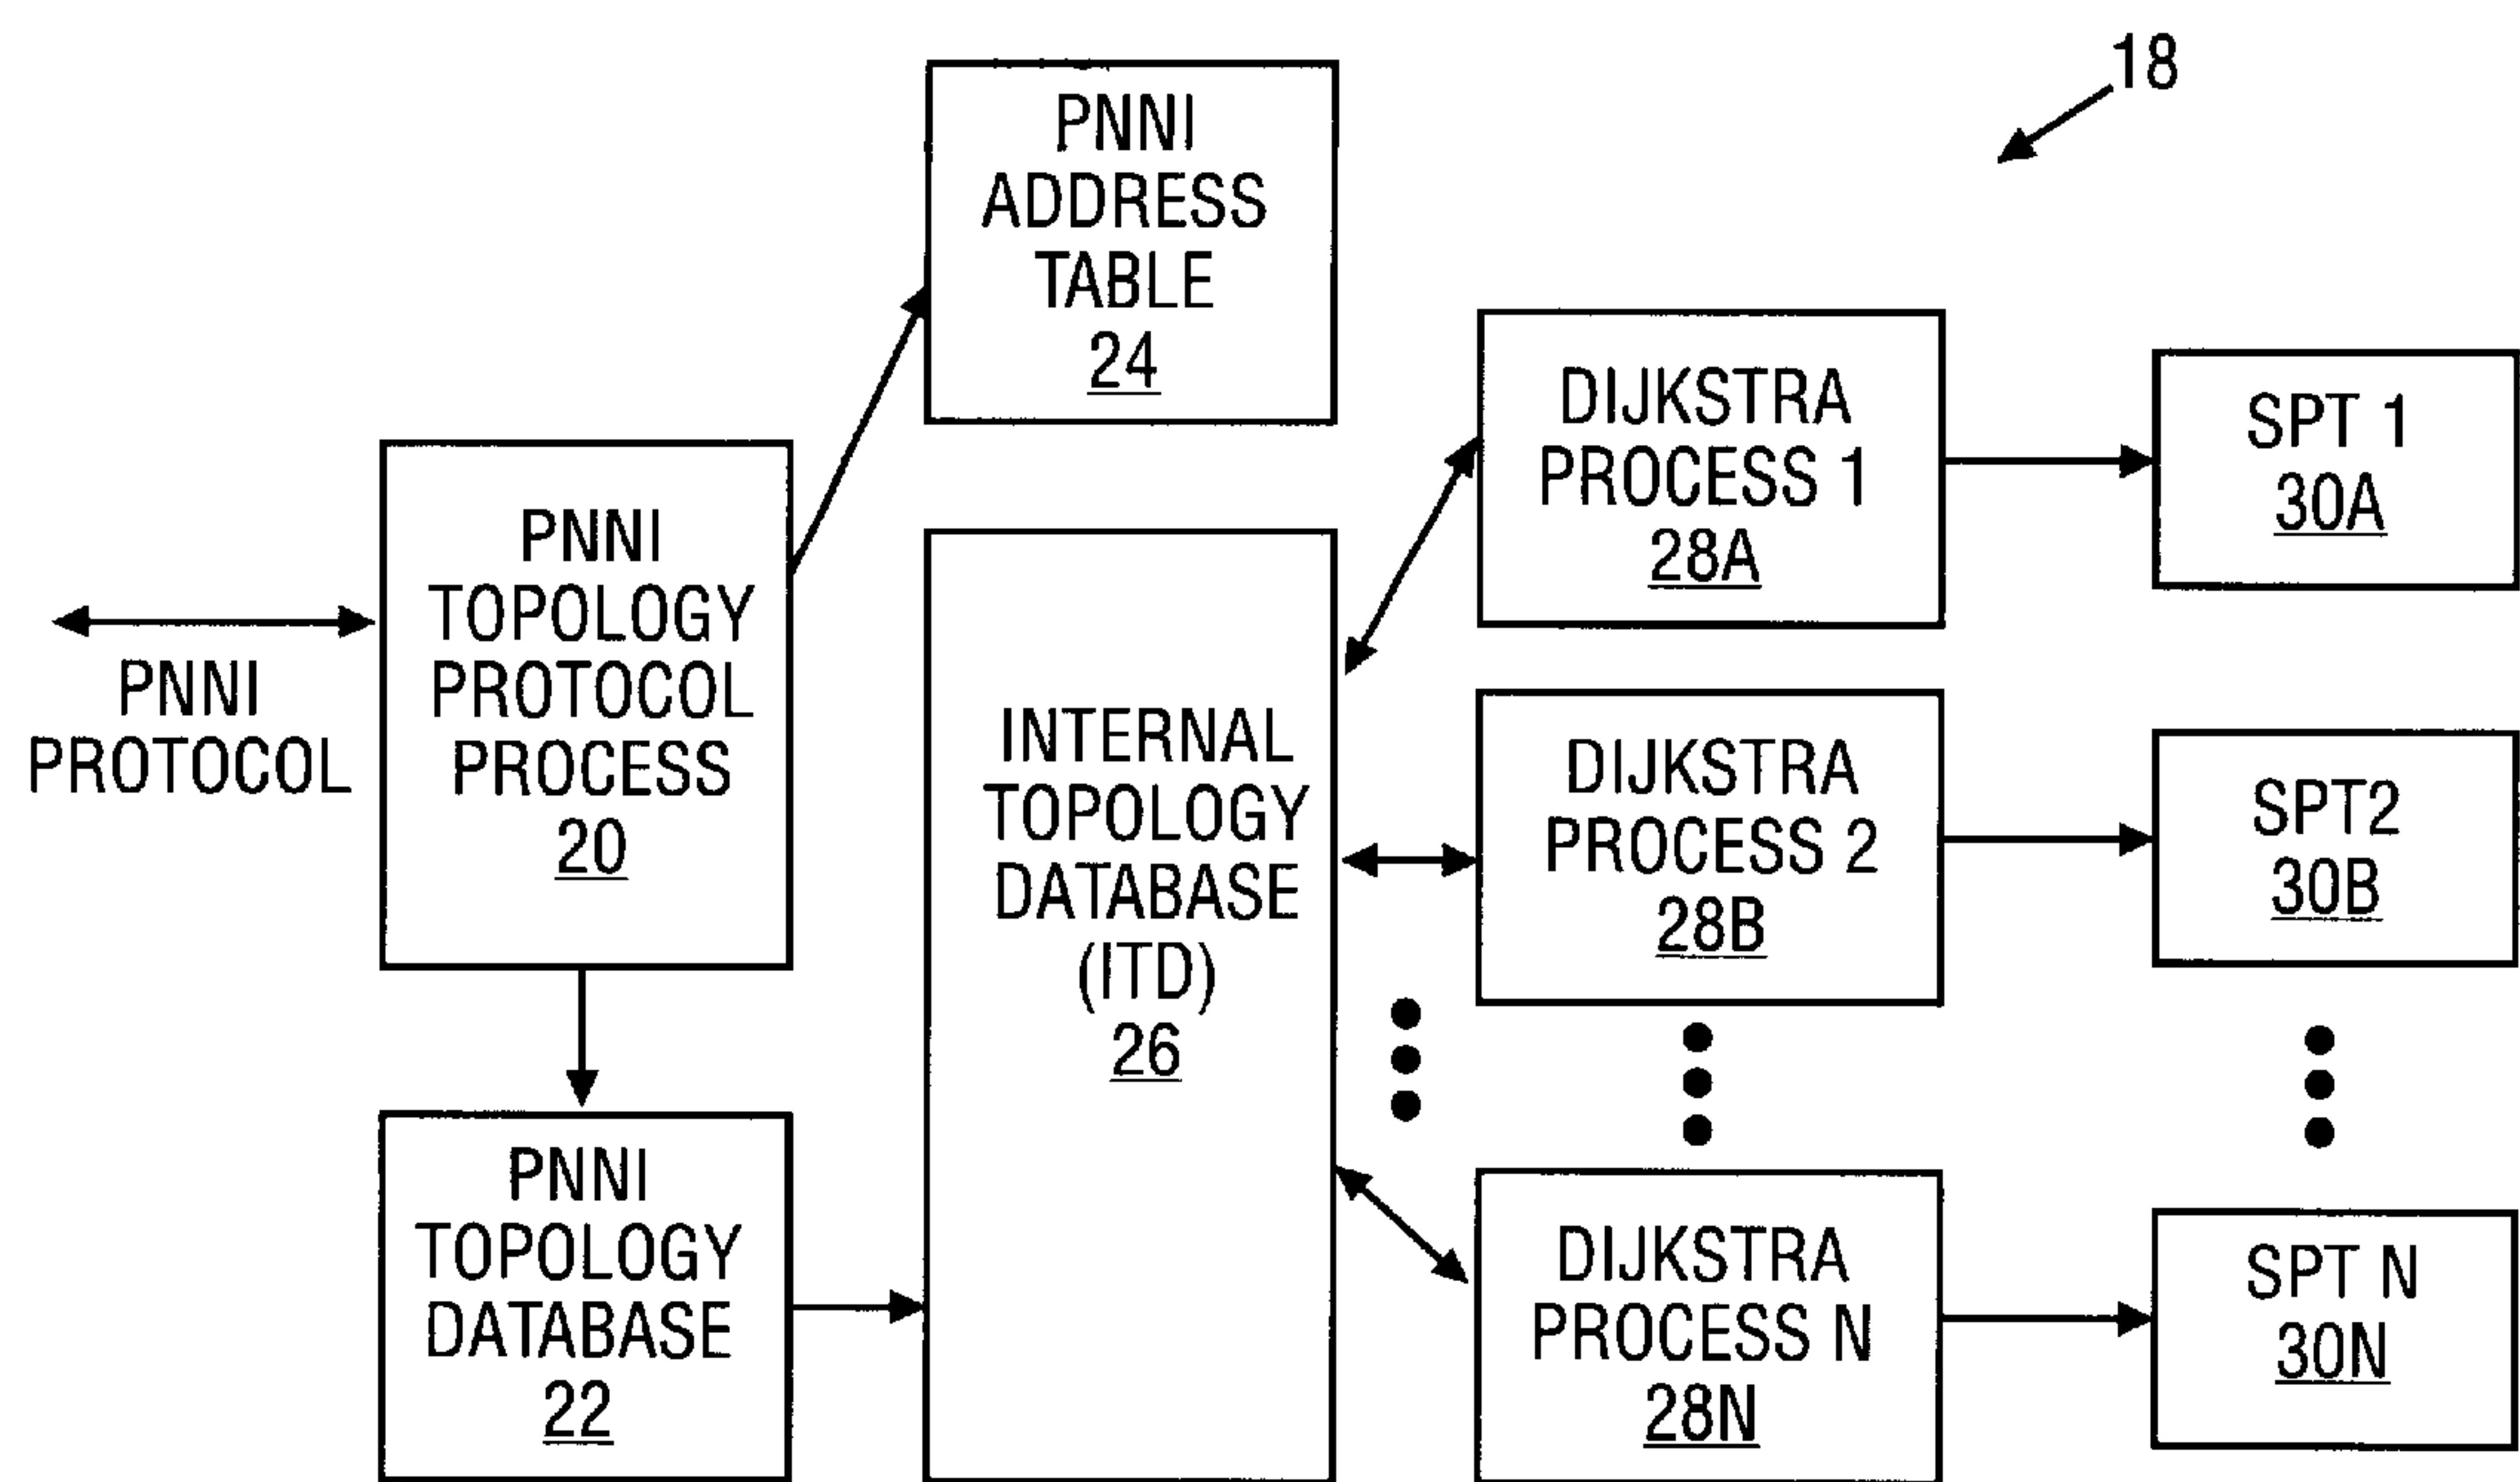 18
PNNI
ADDRESS
TABLE
24
PNNI
TOPOLOGY
PROTOCOL
PROCESS
20
PNNI
PROTOCOL
PNNI
TOPOLOGY
DATABASE
22
INTERNAL
TOPOLOGY
DATABASE
(ITD)
26
DIJKSTRA
PROCESS 1
28A
SPT 1
30A
DIJKSTRA
PROCESS 2
28B
SPT2
30B
DIJKSTRA
PROCESS N
28N
SPT N
30N